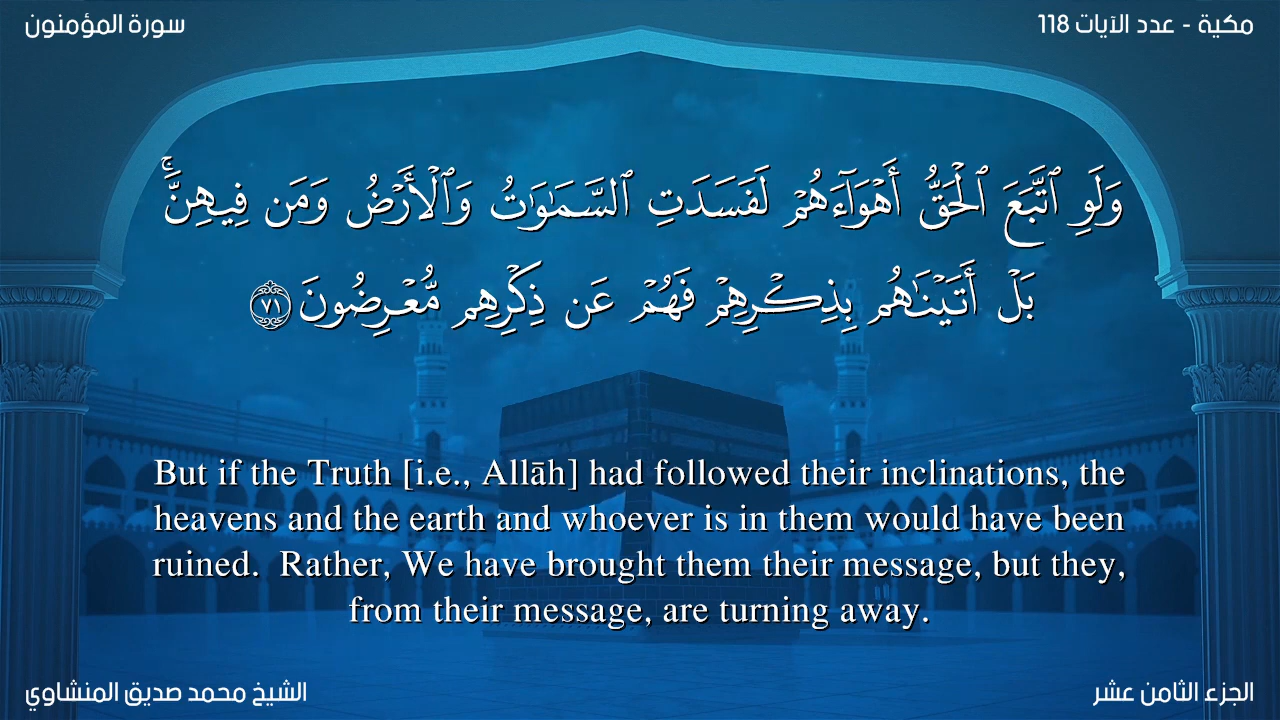 سورة المؤمنون
مكية - عدد الآيات 118
وَلَوِ ٱتَّبَعَ ٱلْحَقُّ أَهْوَآءَهُمْ لَفَسَدَتِ ٱلسَّمَـٰوَٰتُ وَٱلْأَرْضُ وَمَن فِيهِنَّ ۚ
بَلْ أَتَيْنَـٰهُم بِذِكْرِهِمْ فَهُمْ عَن ذِكْرِهِم مُّعْرِضُونَ ٧١
But if the Truth [i.e., Allāh] had followed their inclinations, the
heavens and the earth and whoever is in them would have been
ruined.  Rather, We have brought them their message, but they,
from their message, are turning away.
الشيخ محمد صديق المنشاوي
الجزء الثامن عشر